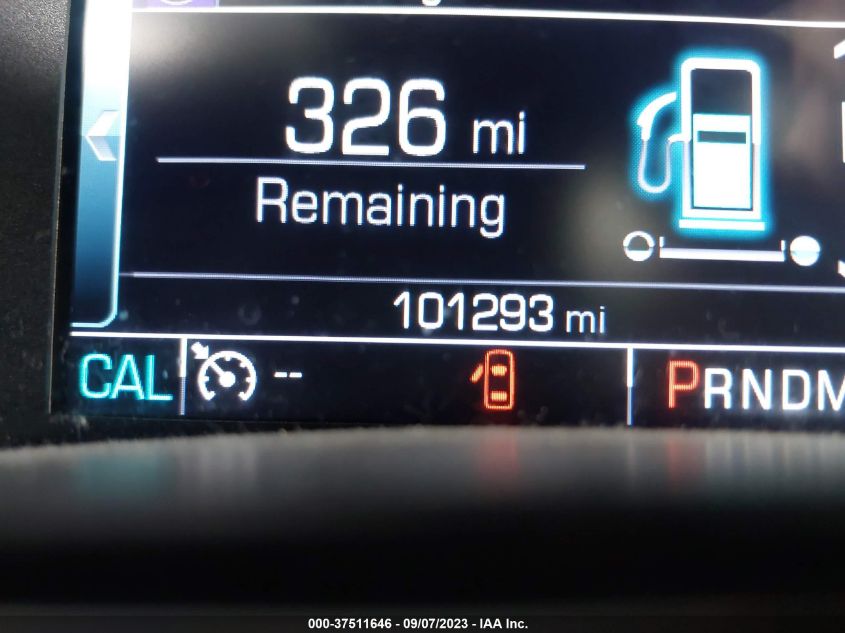 326 mi
Remaining
101293 mi
CAL -- PRNDM
000-37511646 - 09/07/2023 - IAA Inc.